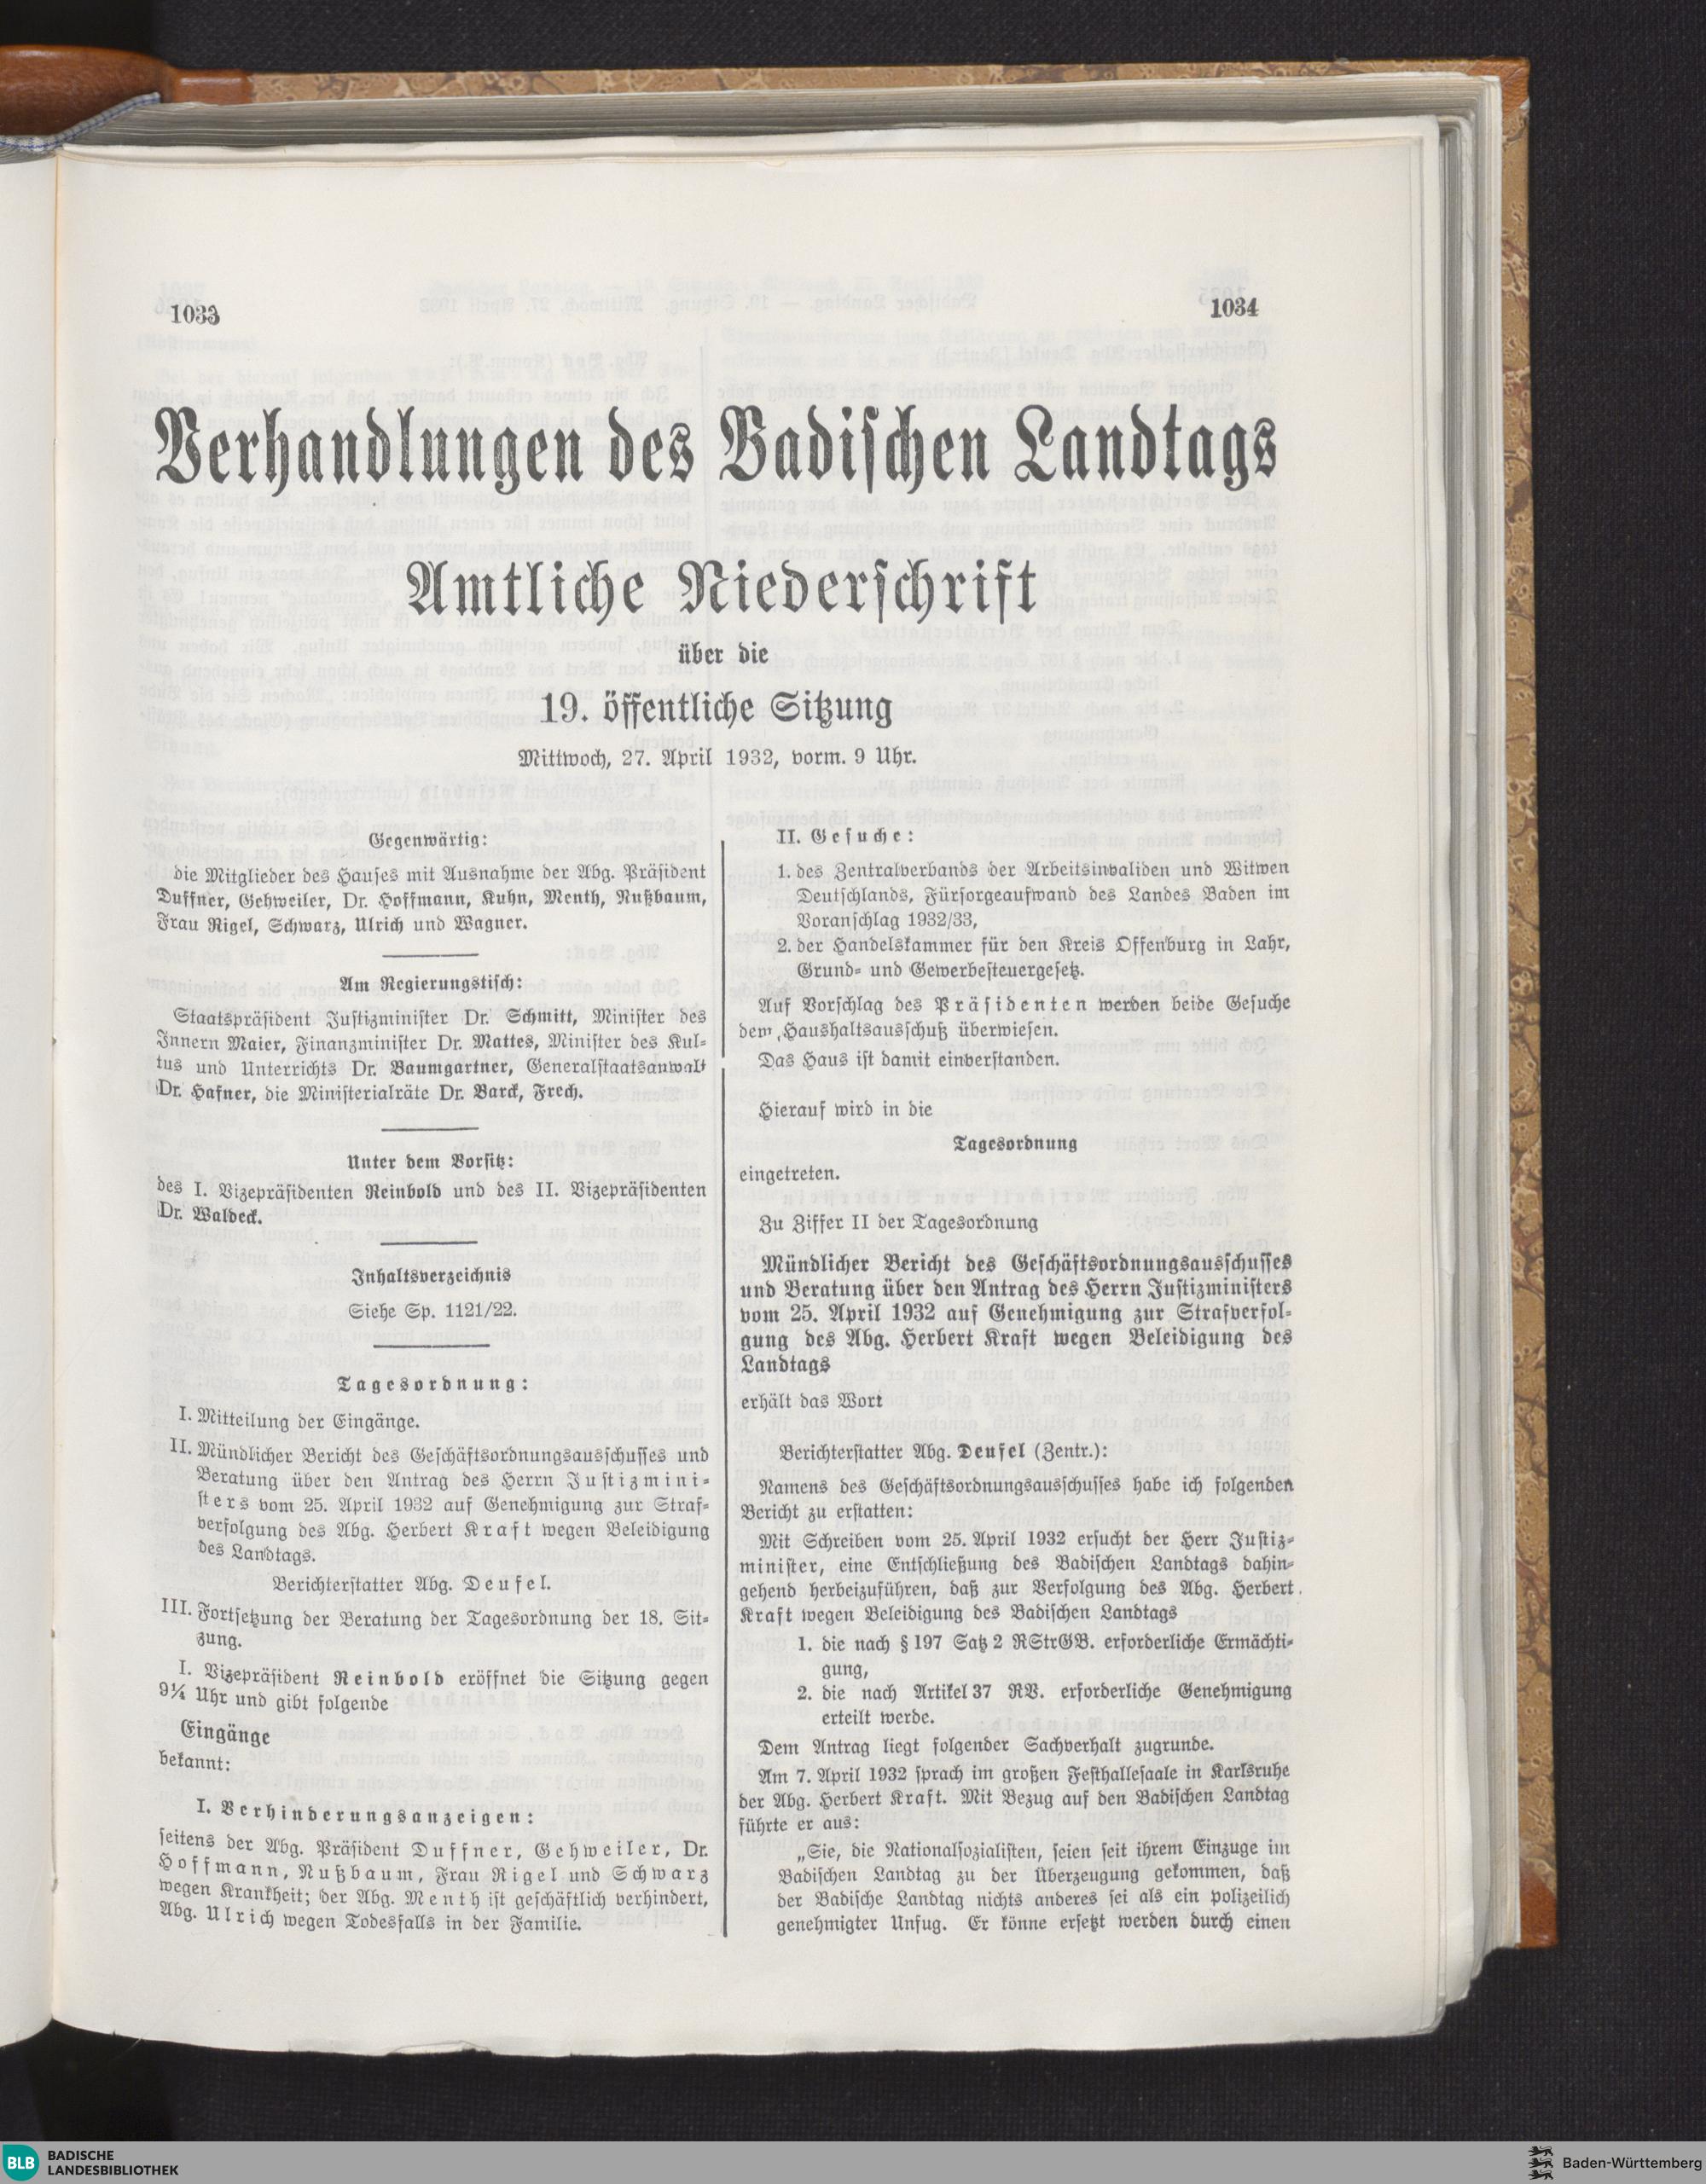 1033
1034
Verhandlungen des Badischen Landtags
Amtliche Niederschrift
über die
19. öffentliche Sitzung
Mittwoch, 27. April 1932, vorm. 9 Uhr.
Gegenwärtig:
die Mitglieder des Hauses mit Ausnahme der Abg. Präsident
Duffner, Gehweiler, Dr. Hoffmann, Kuhn, Menth, Nußbaum,
Frau Rigel, Schwarz, Ulrich und Wagner.
Am Regierungstisch:
Staatspräsident Justizminister Dr. Schmitt, Minister des
Innern Maier, Finanzminister Dr. Mattes, Minister des Kul-
tus und Unterrichts Dr. Baumgartner, Generalstaatsanwalt
Dr. Hafner, die Ministerialräte Dr. Barck, Frech.
Unter dem Vorsitz:
des I. Vizepräsidenten Reinbold und des II. Vizepräsidenten
Dr. Waldeck.
Inhaltsverzeichnis
Siehe Sp. 1121/22.
Tagesordnung:
I. Mitteilung der Eingänge.
II. Mündlicher Bericht des Geschäftsordnungsausschusses und
Beratung über den Antrag des Herrn Justizmini-
sters vom 25. April 1932 auf Genehmigung zur Straf-
verfolgung des Abg. Herbert Kraft wegen Beleidigung
des Landtags.
Berichterstatter Abg. Deufel.
III. Fortsetzung der Beratung der Tagesordnung der 18. Sit-
zung.
I. Vizepräsident Reinbold eröffnet die Sitzung gegen
9¼ Uhr und gibt folgende
Eingänge
bekannt:
I. Verhinderungsanzeigen:
seitens der Abg. Präsident Duffner, Gehweiler, Dr.
Hoffmann, Nußbaum, Frau Rigel und Schwarz
wegen Krankheit; der Abg. Menth ist geschäftlich verhindert,
Abg. Ulrich wegen Todesfalls in der Familie.
II. Gesuche:
1. des Zentralverbands der Arbeitsinvaliden und Witwen
Deutschlands, Fürsorgeaufwand des Landes Baden im
Voranschlag 1932/33,
2. der Handelskammer für den Kreis Offenburg in Lahr,
Grund- und Gewerbesteuergesetz.
Auf Vorschlag des Präsidenten werden beide Gesuche
dem Haushaltsausschuß überwiesen.
Das Haus ist damit einverstanden.
Hierauf wird in die
Tagesordnung
eingetreten.
Zu Ziffer II der Tagesordnung
Mündlicher Bericht des Geschäftsordnungsausschusses
und Beratung über den Antrag des Herrn Justizministers
vom 25. April 1932 auf Genehmigung zur Strafverfol-
gung des Abg. Herbert Kraft wegen Beleidigung des
Landtags
erhält das Wort
Berichterstatter Abg. Deufel (Zentr.):
Namens des Geschäftsordnungsausschusses habe ich folgenden
Bericht zu erstatten:
Mit Schreiben vom 25. April 1932 ersucht der Herr Justiz-
minister, eine Entschließung des Badischen Landtags dahin-
gehend herbeizuführen, daß zur Verfolgung des Abg. Herbert
Kraft wegen Beleidigung des Badischen Landtags
1. die nach § 197 Satz 2 RStrGB. erforderliche Ermächti-
gung,
2. die nach Artikel 37 RV. erforderliche Genehmigung
erteilt werde.
Dem Antrag liegt folgender Sachverhalt zugrunde.
Am 7. April 1932 sprach im großen Festhallesaale in Karlsruhe
der Abg. Herbert Kraft. Mit Bezug auf den Badischen Landtag
führte er aus:
„Sie, die Nationalsozialisten, seien seit ihrem Einzuge im
Badischen Landtag zu der Überzeugung gekommen, daß
der Badische Landtag nichts anderes sei als ein polizeilich
genehmigter Unfug. Er könne ersetzt werden durch einen
BLB BADISCHE
LANDESBIBLIOTHEK
Baden-Württemberg